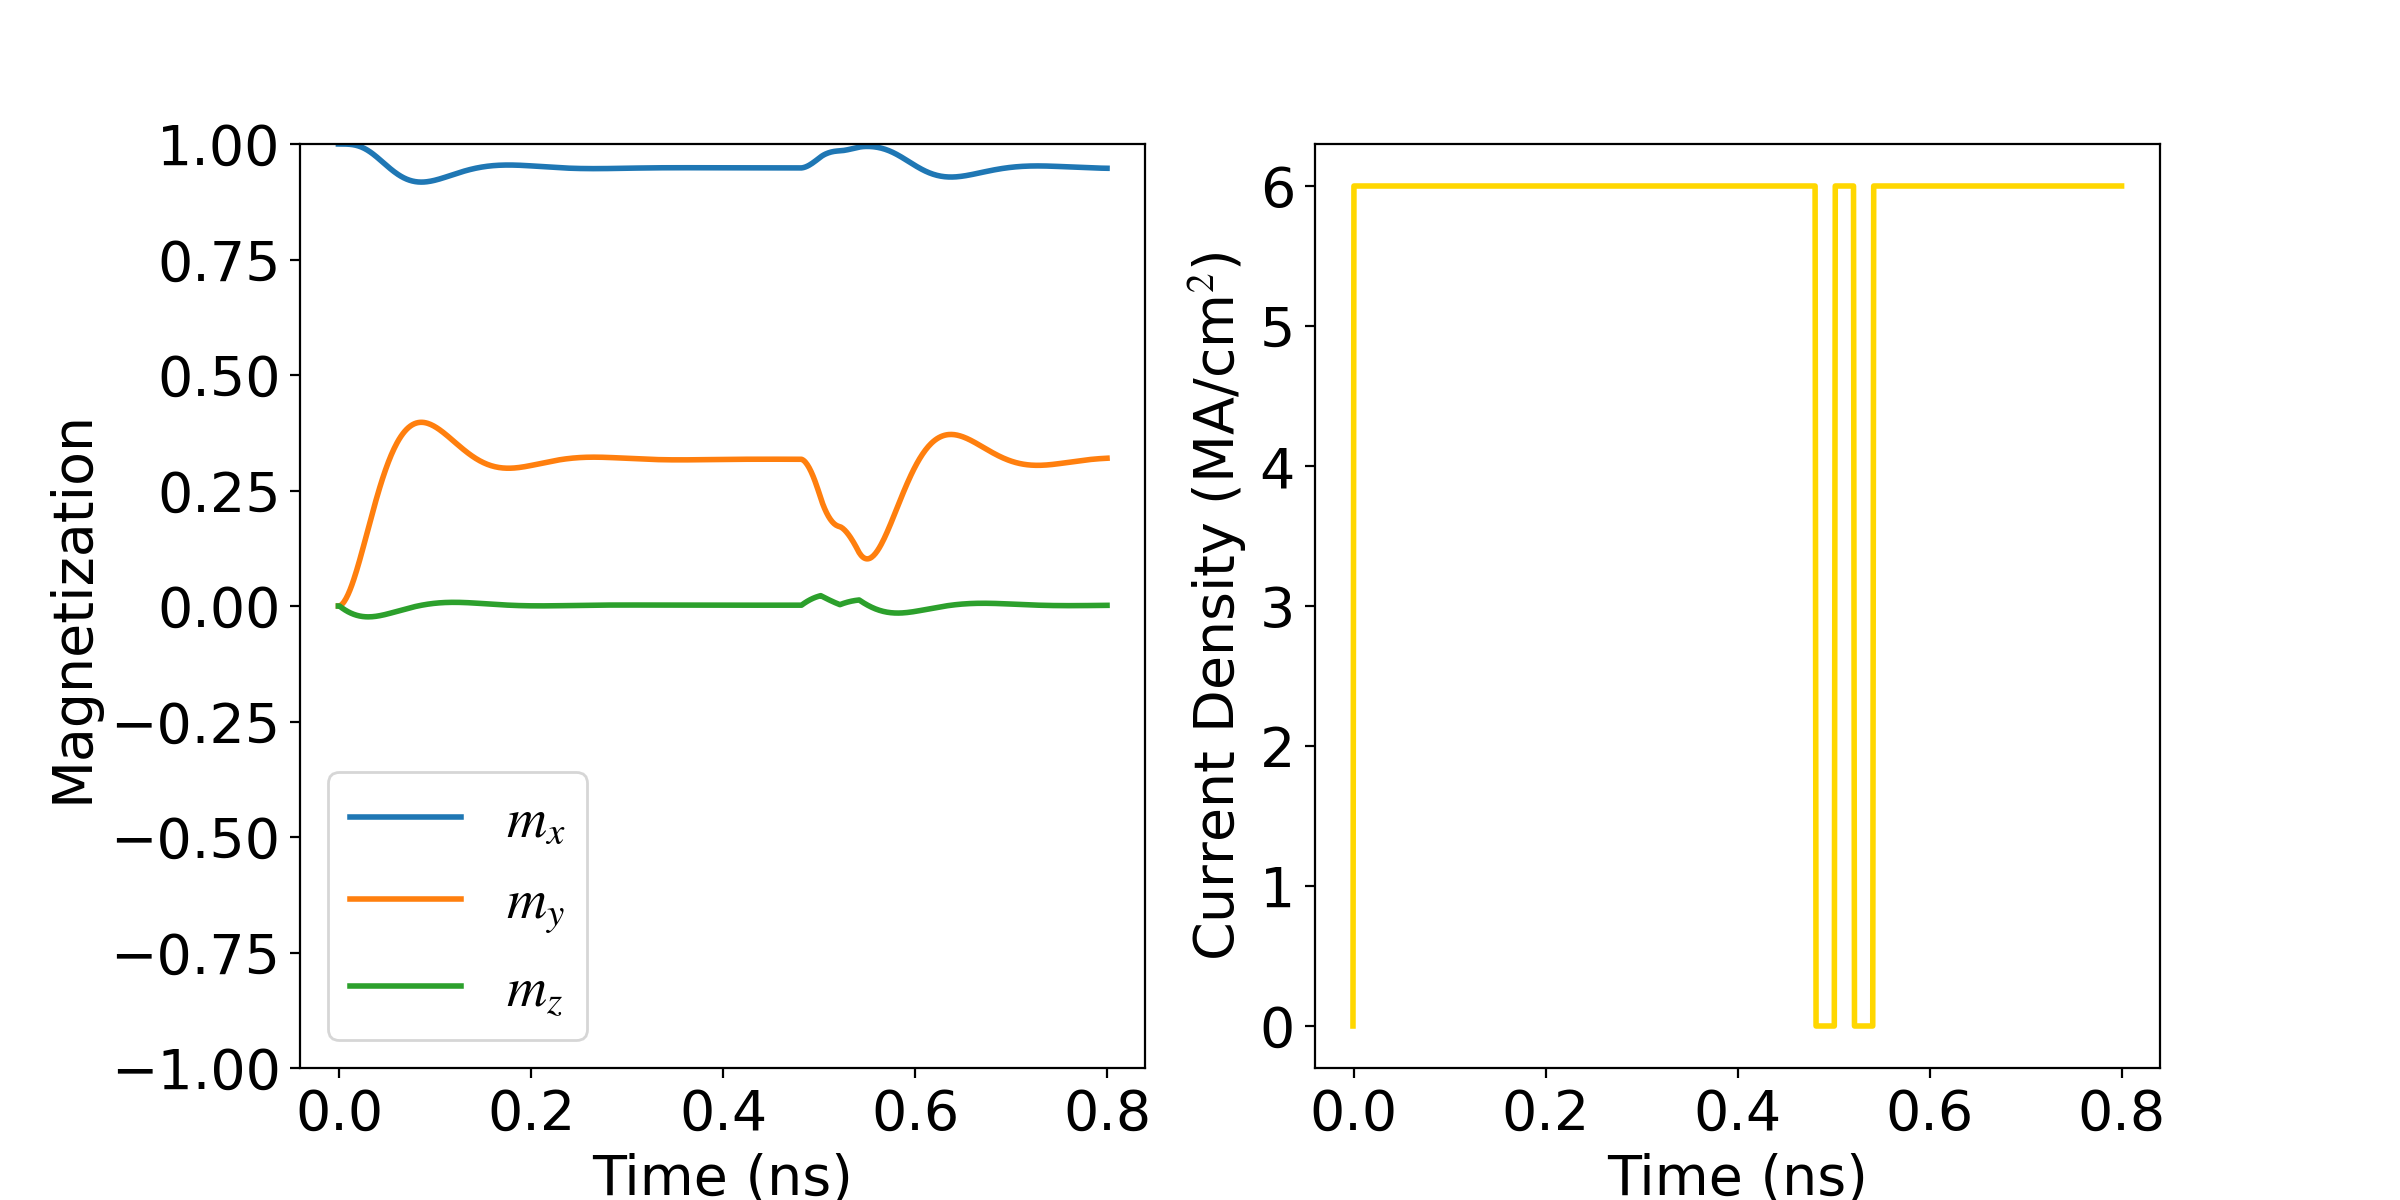 1.00
0.75
0.50
0.25
0.00
−0.25
−0.50
−0.75
−1.00
Magnetization
m_x
m_y
m_z
0.0 0.2 0.4 0.6 0.8
Time (ns)
6
5
4
3
2
1
0
Current Density (MA/cm²)
0.0 0.2 0.4 0.6 0.8
Time (ns)